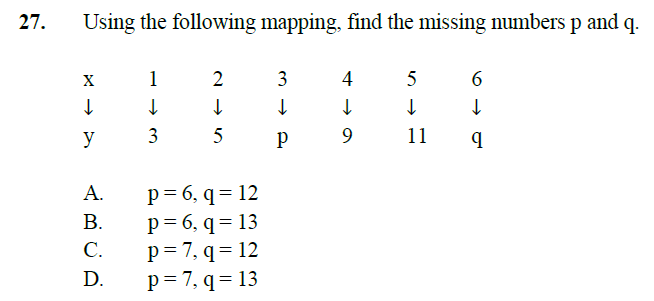 27. Using the following mapping, find the missing numbers p and q.
x 1 2 3 4 5 6
↓ ↓ ↓ ↓ ↓ ↓ ↓
y 3 5 p 9 11 q
A. p = 6, q = 12
B. p = 6, q = 13
C. p = 7, q = 12
D. p = 7, q = 13